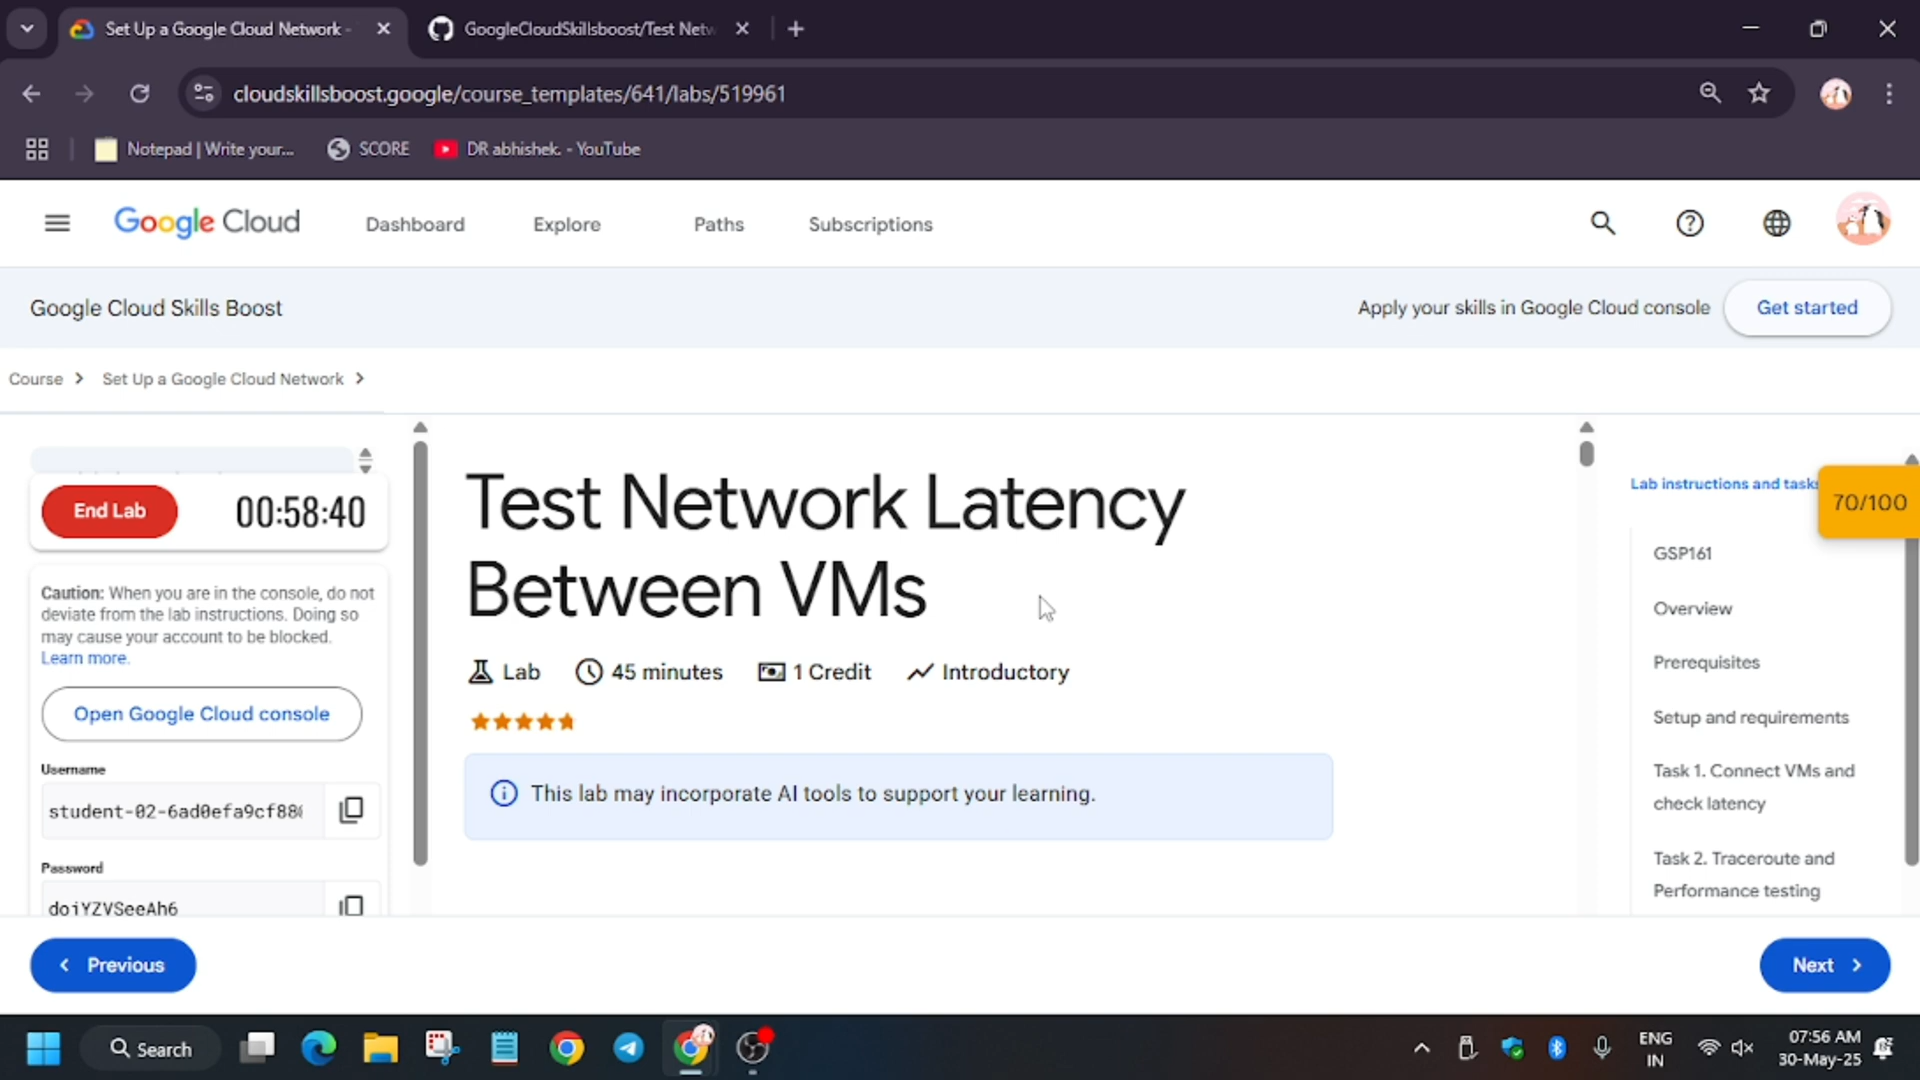 Set Up a Google Cloud Network -
GoogleCloudSkillsboost/Test Netw
cloudskillsboost.google/course_templates/641/labs/519961
Notepad | Write your...
SCORE
DR abhishek. - YouTube
Google Cloud
Dashboard
Explore
Paths
Subscriptions
Google Cloud Skills Boost
Apply your skills in Google Cloud console
Get started
Course
Set Up a Google Cloud Network
End Lab
00:58:40
Caution: When you are in the console, do not
deviate from the lab instructions. Doing so
may cause your account to be blocked.
Learn more.
Open Google Cloud console
Username
student-02-6ad0efa9cf88
Password
Test Network Latency
Between VMs
Lab
45 minutes
1 Credit
Introductory
This lab may incorporate AI tools to support your learning.
Lab instructions and tasks
70/100
GSP161
Overview
Prerequisites
Setup and requirements
Task 1. Connect VMs and
check latency
Task 2. Traceroute and
Performance testing
Previous
Next
Search
ENG
IN
07:56 AM
30-May-25